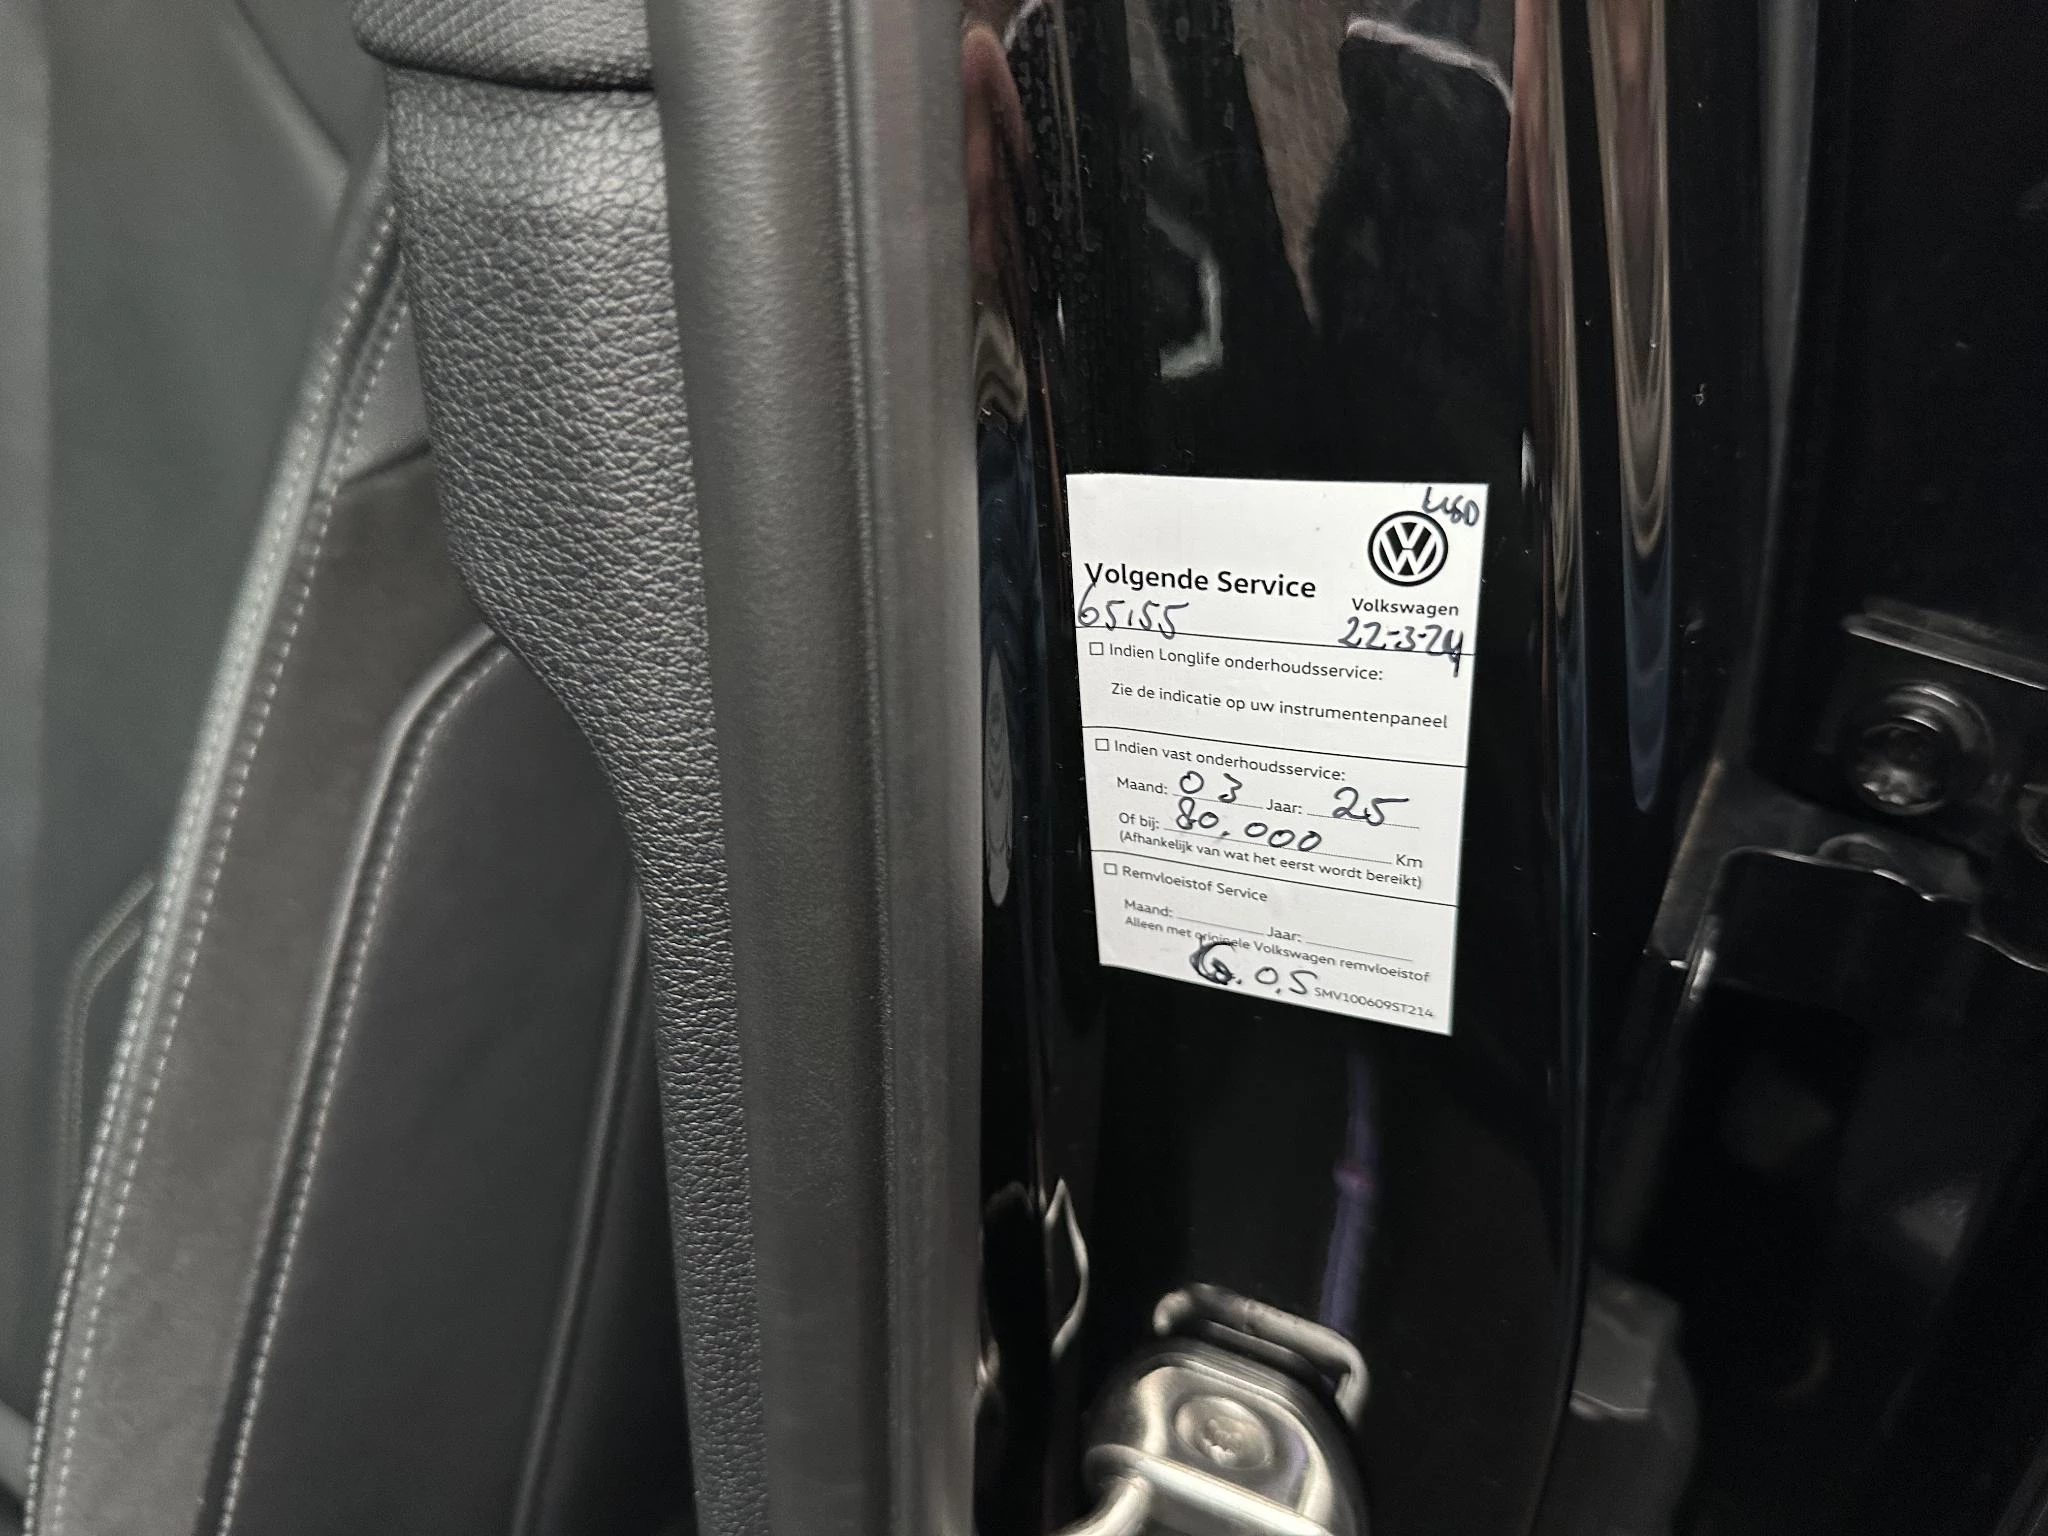 Volgende Service
Volkswagen
65155
22-3-24
Indien Longlife onderhoudsservice:
Zie de indicatie op uw instrumentenpaneel
Indien vast onderhoudsservice:
Maand: 03 Jaar: 25
Of bij: 80.000 Km
(Afhankelijk van wat het eerst wordt bereikt)
Remvloeistof Service
Maand: Jaar:
Alleen met originele Volkswagen remvloeistof
0.5 SMV100609ST214